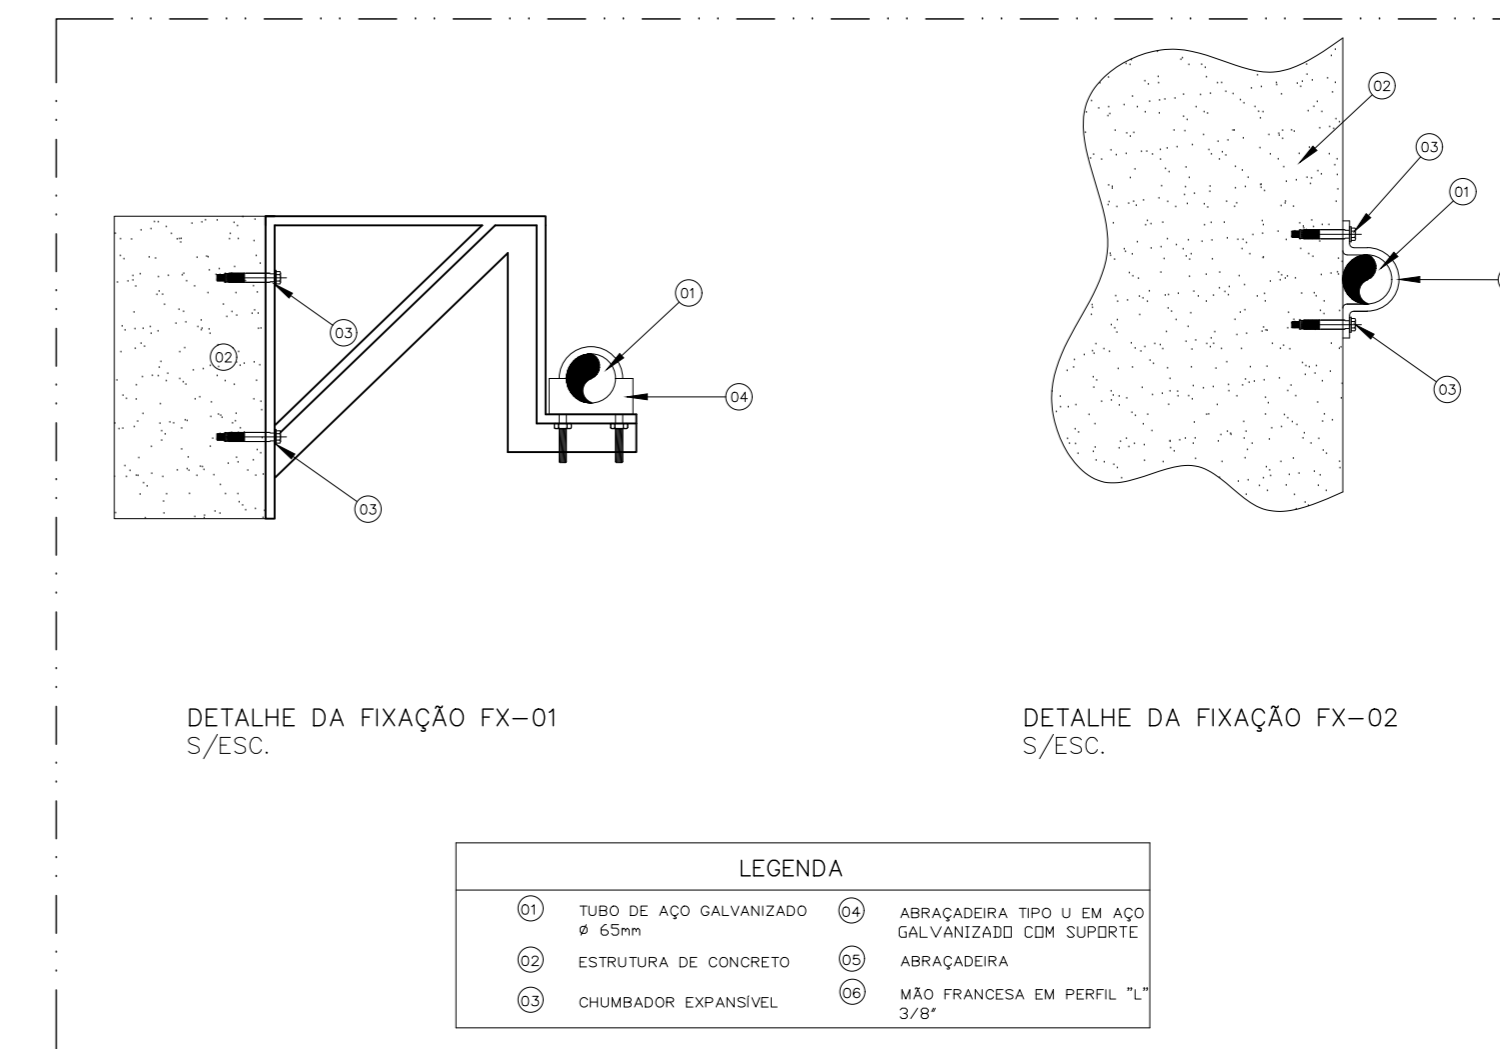 02
03
01
01
03
02
04
03
03
DETALHE DA FIXAÇÃO FX-01
S/ESC.
DETALHE DA FIXAÇÃO FX-02
S/ESC.
LEGENDA
01 TUBO DE AÇO GALVANIZADO
Ø 65mm
04 ABRAÇADEIRA TIPO U EM AÇO
GALVANIZADO COM SUPORTE
02 ESTRUTURA DE CONCRETO
05 ABRAÇADEIRA
03 CHUMBADOR EXPANSÍVEL
06 MÃO FRANCESA EM PERFIL "L"
3/8"